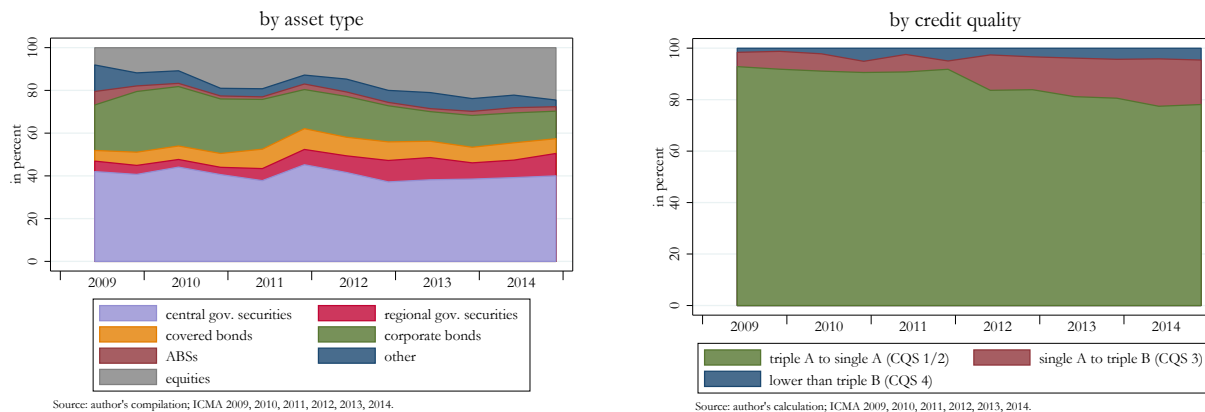 by asset type
in percent
100
80
60
40
20
0
2009 2010 2011 2012 2013 2014
central gov. securities regional gov. securities
covered bonds corporate bonds
ABSs other
equities
Source: author's compilation; ICMA 2009, 2010, 2011, 2012, 2013, 2014.
by credit quality
in percent
100
80
60
40
20
0
2009 2010 2011 2012 2013 2014
triple A to single A (CQS 1/2) single A to triple B (CQS 3)
lower than triple B (CQS 4)
Source: author's calculation; ICMA 2009, 2010, 2011, 2012, 2013, 2014.